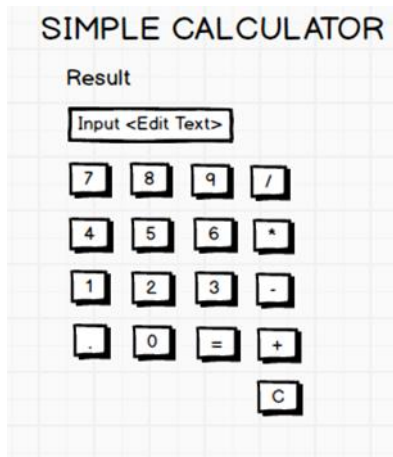 SIMPLE CALCULATOR
Result
Input <Edit Text>
7 8 9 /
4 5 6 *
1 2 3 -
. 0 = +
C